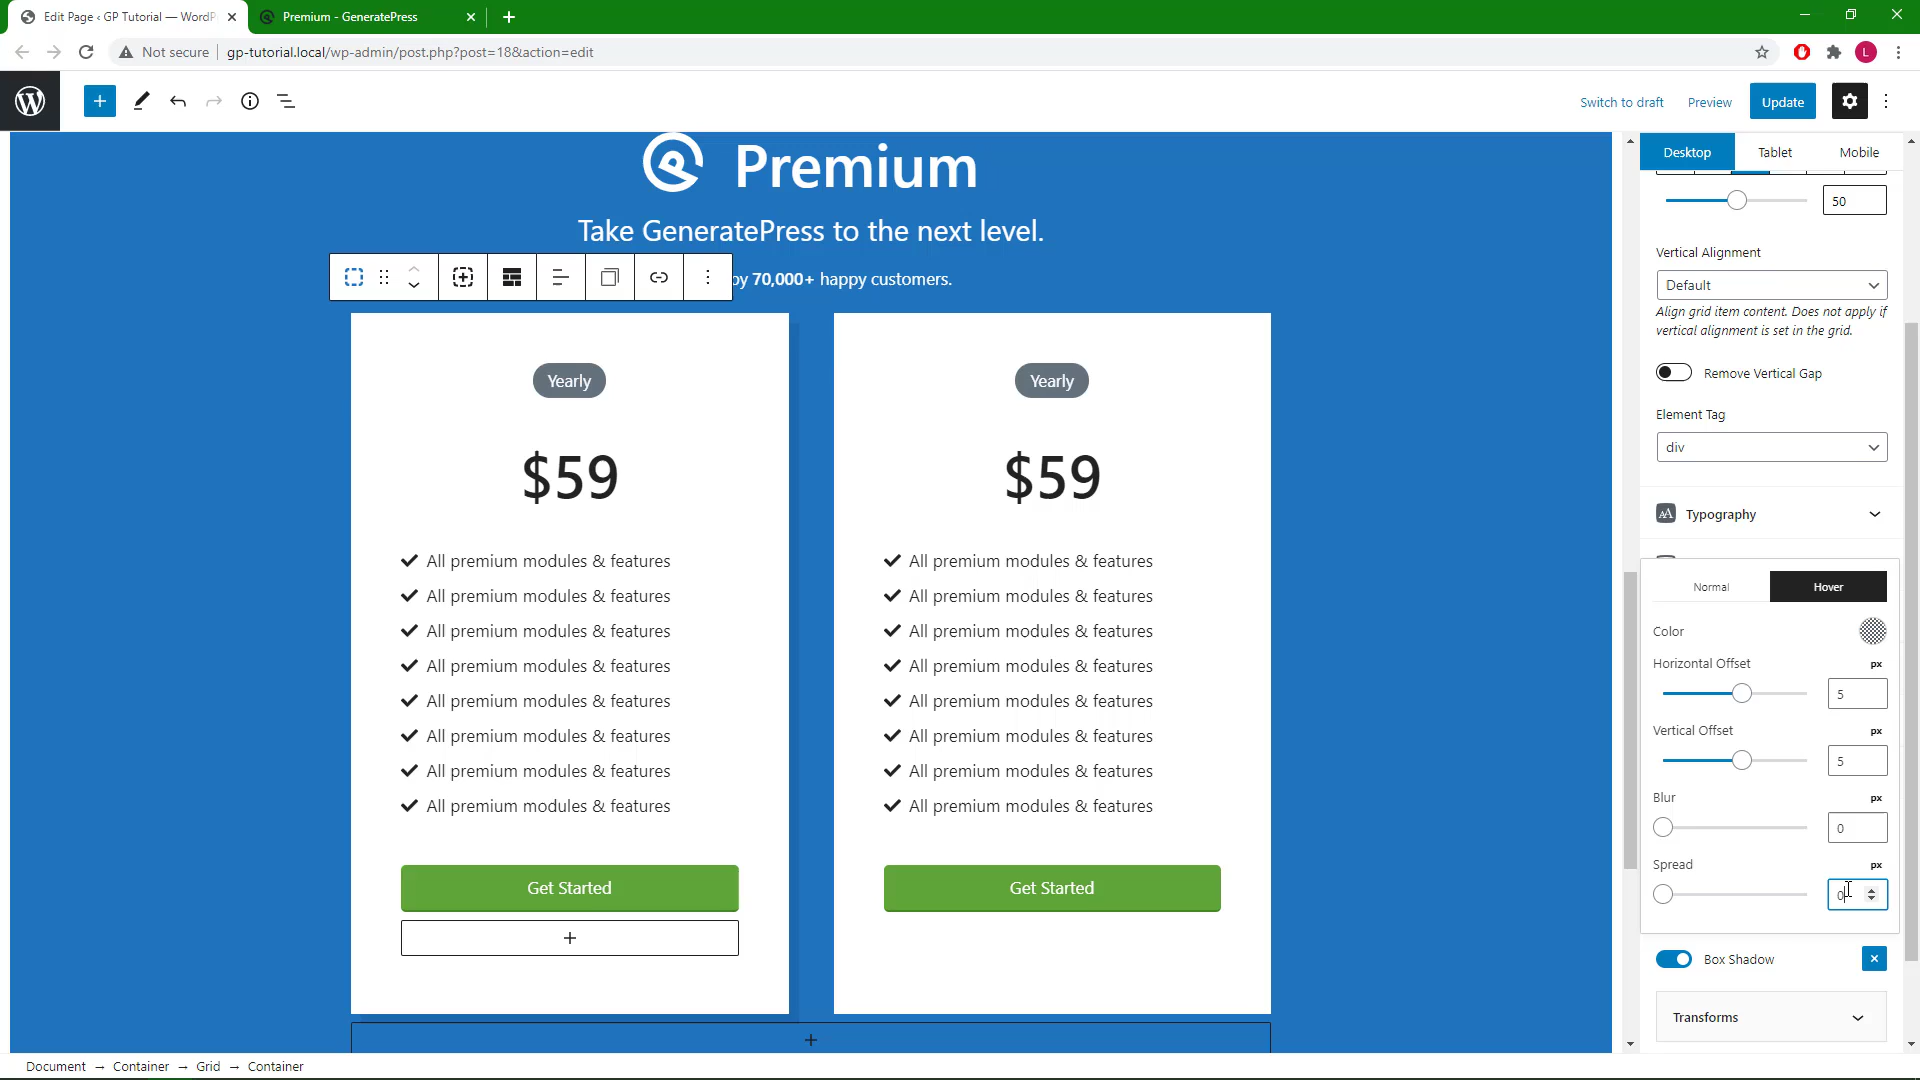 Edit Page ‹ GP Tutorial — WordP
Premium - GeneratePress
Not secure
gp-tutorial.local/wp-admin/post.php?post=18&action=edit
L
Switch to draft
Preview
Update
Premium
Take GeneratePress to the next level.
by 70,000+ happy customers.
Yearly
$59
All premium modules & features
All premium modules & features
All premium modules & features
All premium modules & features
All premium modules & features
All premium modules & features
All premium modules & features
All premium modules & features
Get Started
+
Yearly
$59
All premium modules & features
All premium modules & features
All premium modules & features
All premium modules & features
All premium modules & features
All premium modules & features
All premium modules & features
All premium modules & features
Get Started
+
Desktop
Tablet
Mobile
50
Vertical Alignment
Default
Align grid item content. Does not apply if
vertical alignment is set in the grid.
Remove Vertical Gap
Element Tag
div
AA
Typography
Normal
Hover
Color
Horizontal Offset
px
5
Vertical Offset
px
5
Blur
px
0
Spread
px
0
Box Shadow
Transforms
Document → Container → Grid → Container